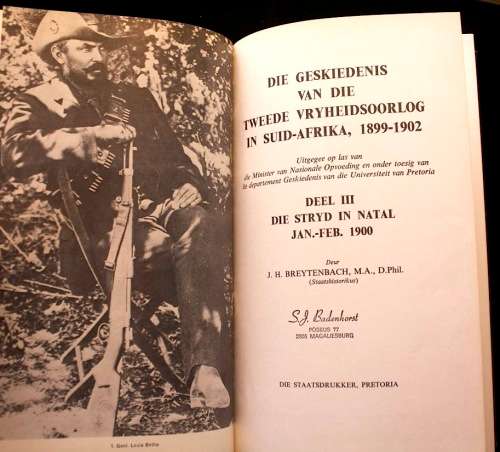 1. Genl. Louis Botha
DIE GESKIEDENIS
VAN DIE
TWEEDE VRYHEIDSOORLOG
IN SUID-AFRIKA, 1899-1902
Uitgegee op las van
die Minister van Nasionale Opvoeding en onder toesig van
ie departement Geskiedenis van die Universiteit van Pretoria
DEEL III
DIE STRYD IN NATAL
JAN.-FEB. 1900
Deur
J. H. BREYTENBACH, M.A., D.Phil.
(Staatshistorikus)
S.J. Badenhorst
POSBUS 77
2805 MAGALIESBURG
DIE STAATSDRUKKER, PRETORIA